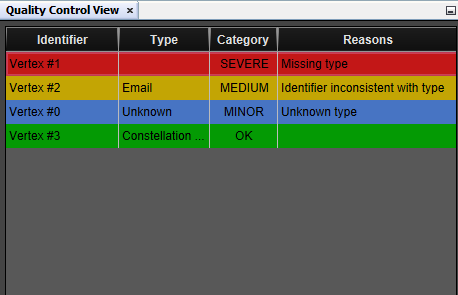 Quality Control View ×
Identifier Type Category Reasons
Vertex #1 SEVERE Missing type
Vertex #2 Email MEDIUM Identifier inconsistent with type
Vertex #0 Unknown MINOR Unknown type
Vertex #3 Constellation ... OK